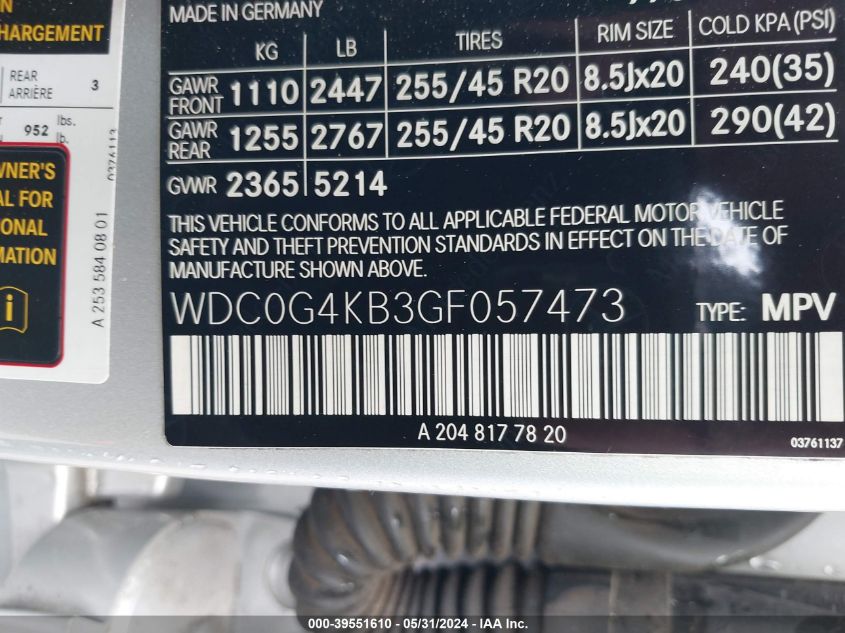 N
CHARGEMENT
REAR
ARRIÈRE 3
952 lbs.
lb.
OWNER'S
FOR
0376113
A 253 584 08 01
MADE IN GERMANY
KG LB TIRES RIM SIZE COLD KPA (PSI)
GAWR FRONT 1110 2447 255/45 R20 8.5Jx20 240(35)
GAWR REAR 1255 2767 255/45 R20 8.5Jx20 290(42)
GVWR 2365 5214
THIS VEHICLE CONFORMS TO ALL APPLICABLE FEDERAL MOTOR VEHICLE
SAFETY AND THEFT PREVENTION STANDARDS IN EFFECT ON THE DATE OF
MANUFACTURE SHOWN ABOVE.
WDC0G4KB3GF057473 TYPE: MPV
A 204 817 78 20
03761137
000-39551610 - 05/31/2024 - IAA Inc.